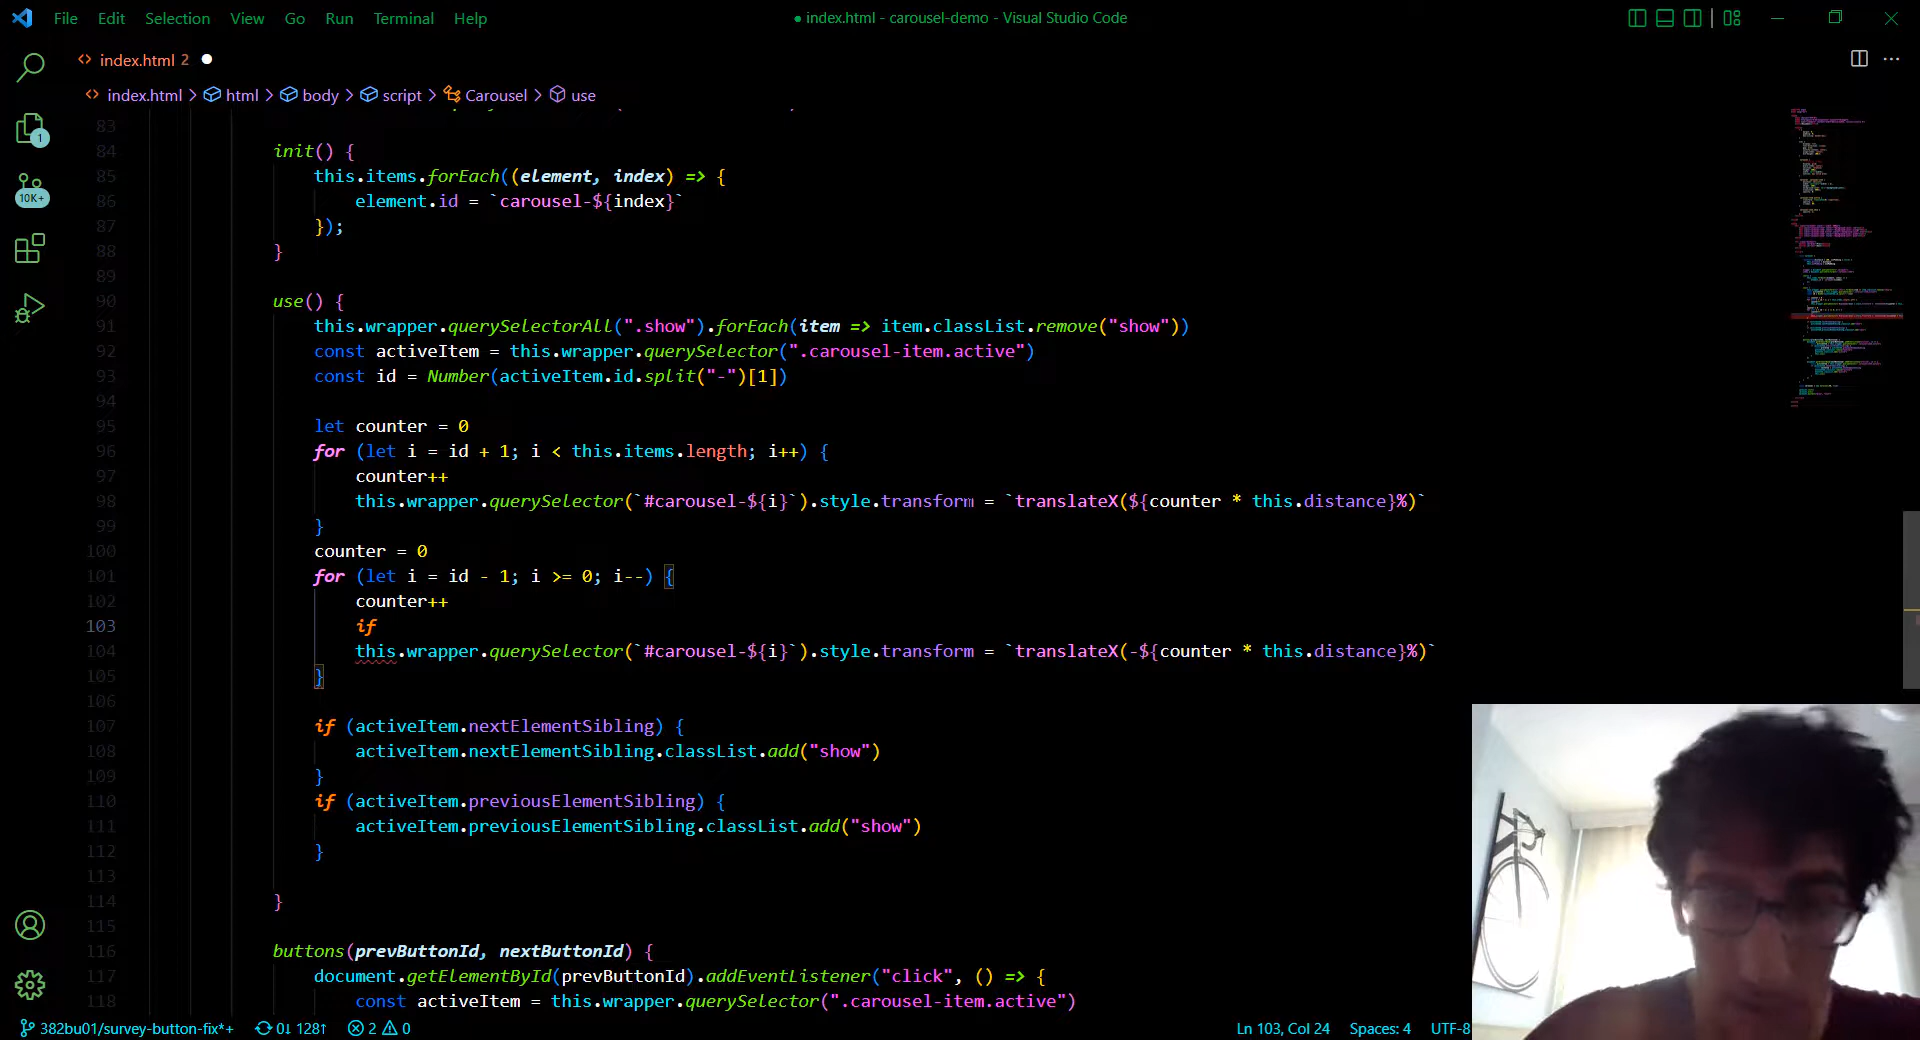 File Edit Selection View Go Run Terminal Help
● index.html - carousel-demo - Visual Studio Code
index.html 2
index.html > html > body > script > Carousel > use
83
84 init() {
85 this.items.forEach((element, index) => {
86 element.id = `carousel-${index}`
87 });
88 }
89
90 use() {
91 this.wrapper.querySelectorAll(".show").forEach(item => item.classList.remove("show"))
92 const activeItem = this.wrapper.querySelector(".carousel-item.active")
93 const id = Number(activeItem.id.split("-")[1])
94
95 let counter = 0
96 for (let i = id + 1; i < this.items.length; i++) {
97 counter++
98 this.wrapper.querySelector(`#carousel-${i}`).style.transform = `translateX(${counter * this.distance}%)`
99 }
100 counter = 0
101 for (let i = id - 1; i >= 0; i--) {
102 counter++
103 if
104 this.wrapper.querySelector(`#carousel-${i}`).style.transform = `translateX(-${counter * this.distance}%)`
105 }
106
107 if (activeItem.nextElementSibling) {
108 activeItem.nextElementSibling.classList.add("show")
109 }
110 if (activeItem.previousElementSibling) {
111 activeItem.previousElementSibling.classList.add("show")
112 }
113
114 }
115
116 buttons(prevButtonId, nextButtonId) {
117 document.getElementById(prevButtonId).addEventListener("click", () => {
118 const activeItem = this.wrapper.querySelector(".carousel-item.active")
1
10K+
382bu01/survey-button-fix*+ 0↓ 128↑ 2 0
Ln 103, Col 24 Spaces: 4 UTF-8